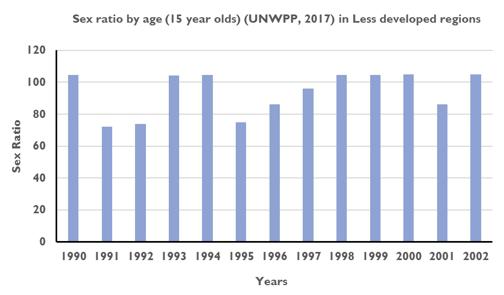 Sex ratio by age (15 year olds) (UNWPP, 2017) in Less developed regions
120
100
80
60
40
20
0
Sex Ratio
1990 1991 1992 1993 1994 1995 1996 1997 1998 1999 2000 2001 2002
Years